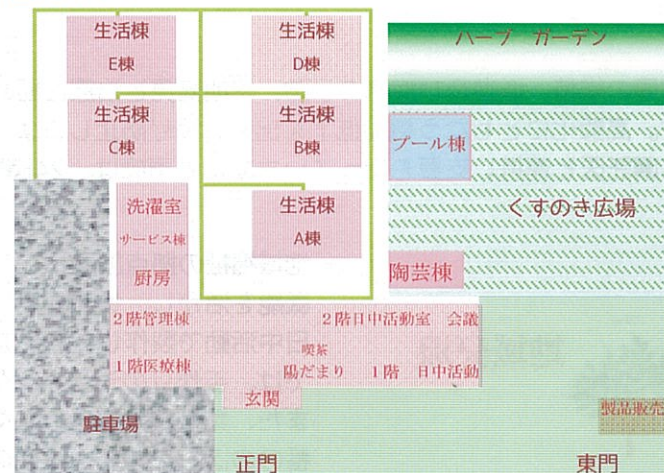 生活棟
E棟
生活棟
D棟
ハーブ ガーデン
生活棟
C棟
生活棟
B棟
プール棟
くすのき広場
洗濯室
サービス棟
厨房
生活棟
A棟
陶芸棟
2階管理棟
2階日中活動室 会議
1階医療棟
喫茶
陽だまり 1階 日中活動
玄関
製品販売
駐車場
正門
東門